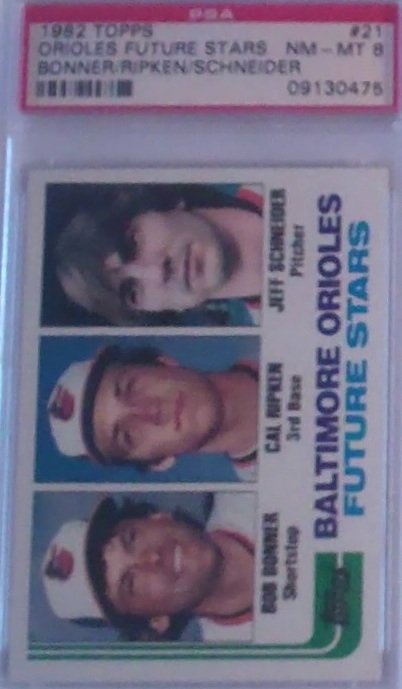 PSA
1982 TOPPS #21
ORIOLES FUTURE STARS NM-MT 8
BONNER/RIPKEN/SCHNEIDER
09130475
BOB BONNER
Shortstop
CAL RIPKEN
3rd Base
JEFF SCHNEIDER
Pitcher
Topps
BALTIMORE ORIOLES
FUTURE STARS